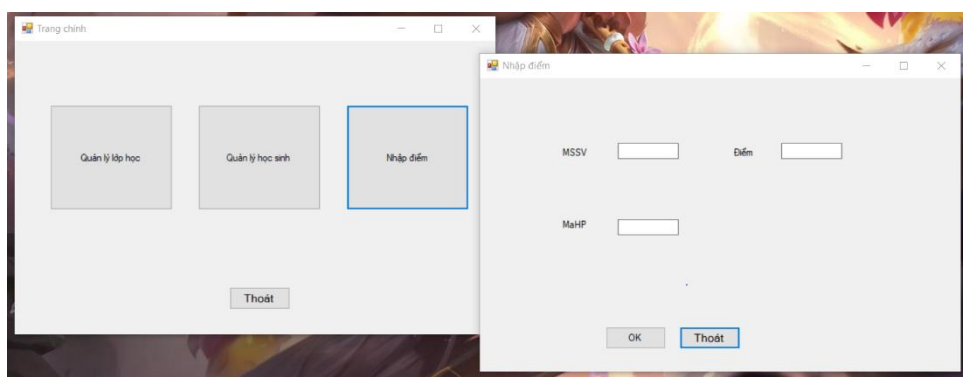 Trang chính
Quản lý lớp học
Quản lý học sinh
Nhập điểm
Thoát
Nhập điểm
MSSV
Điểm
MaHP
OK
Thoát